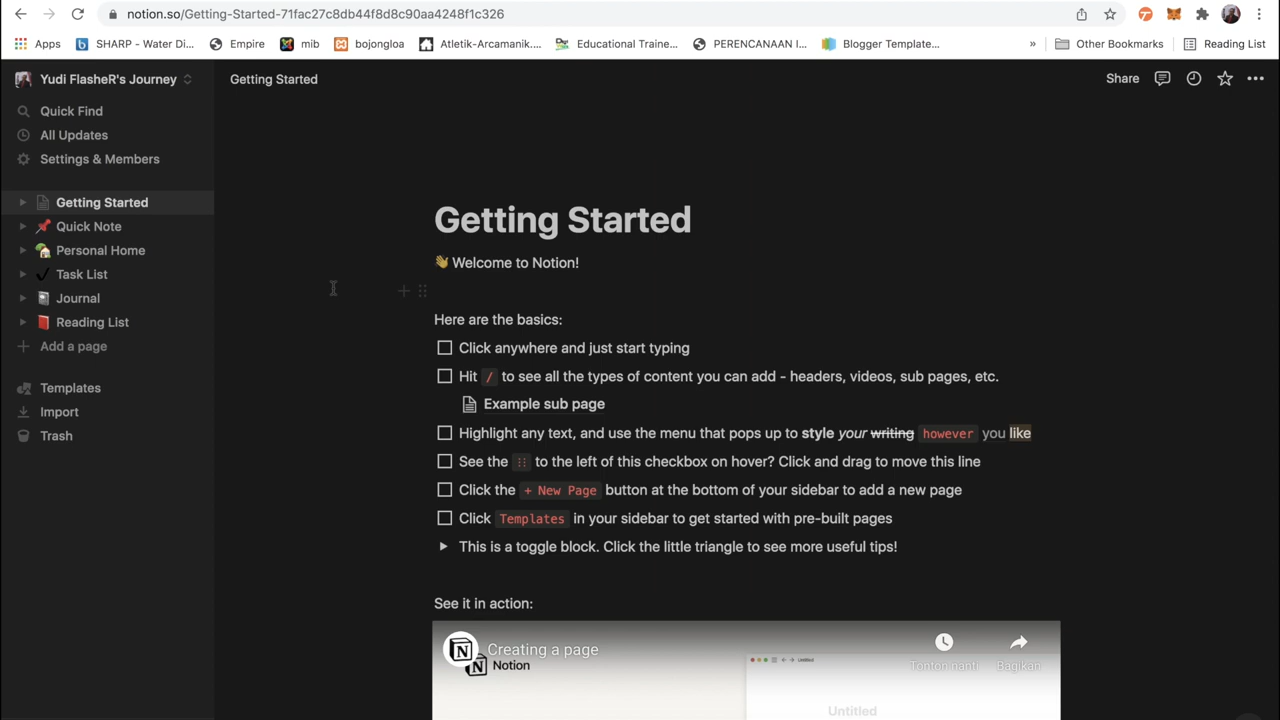 notion.so/Getting-Started-71fac27c8db44f8d8c90aa4248f1c326
Apps SHARP - Water Di... Empire mib bojongloa Atletik-Arcamanik.... Educational Traine... PERENCANAAN I... Blogger Template... » Other Bookmarks Reading List
Yudi FlasheR's Journey
Getting Started
Share
Quick Find
All Updates
Settings & Members
Getting Started
Quick Note
Personal Home
Task List
Journal
Reading List
Add a page
Templates
Import
Trash
Getting Started
👋 Welcome to Notion!
Here are the basics:
Click anywhere and just start typing
Hit / to see all the types of content you can add - headers, videos, sub pages, etc.
Example sub page
Highlight any text, and use the menu that pops up to style your writing however you like
See the ⋮⋮ to the left of this checkbox on hover? Click and drag to move this line
Click the + New Page button at the bottom of your sidebar to add a new page
Click Templates in your sidebar to get started with pre-built pages
This is a toggle block. Click the little triangle to see more useful tips!
See it in action:
Creating a page
Tonton nanti Bagikan
Notion
Untitled
Untitled